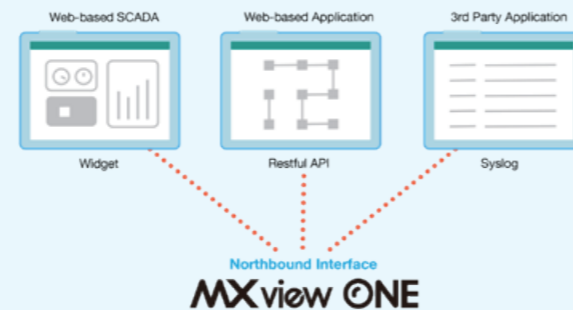 Web-based SCADA
Web-based Application
3rd Party Application
Widget
Restful API
Syslog
Northbound Interface
MXview ONE